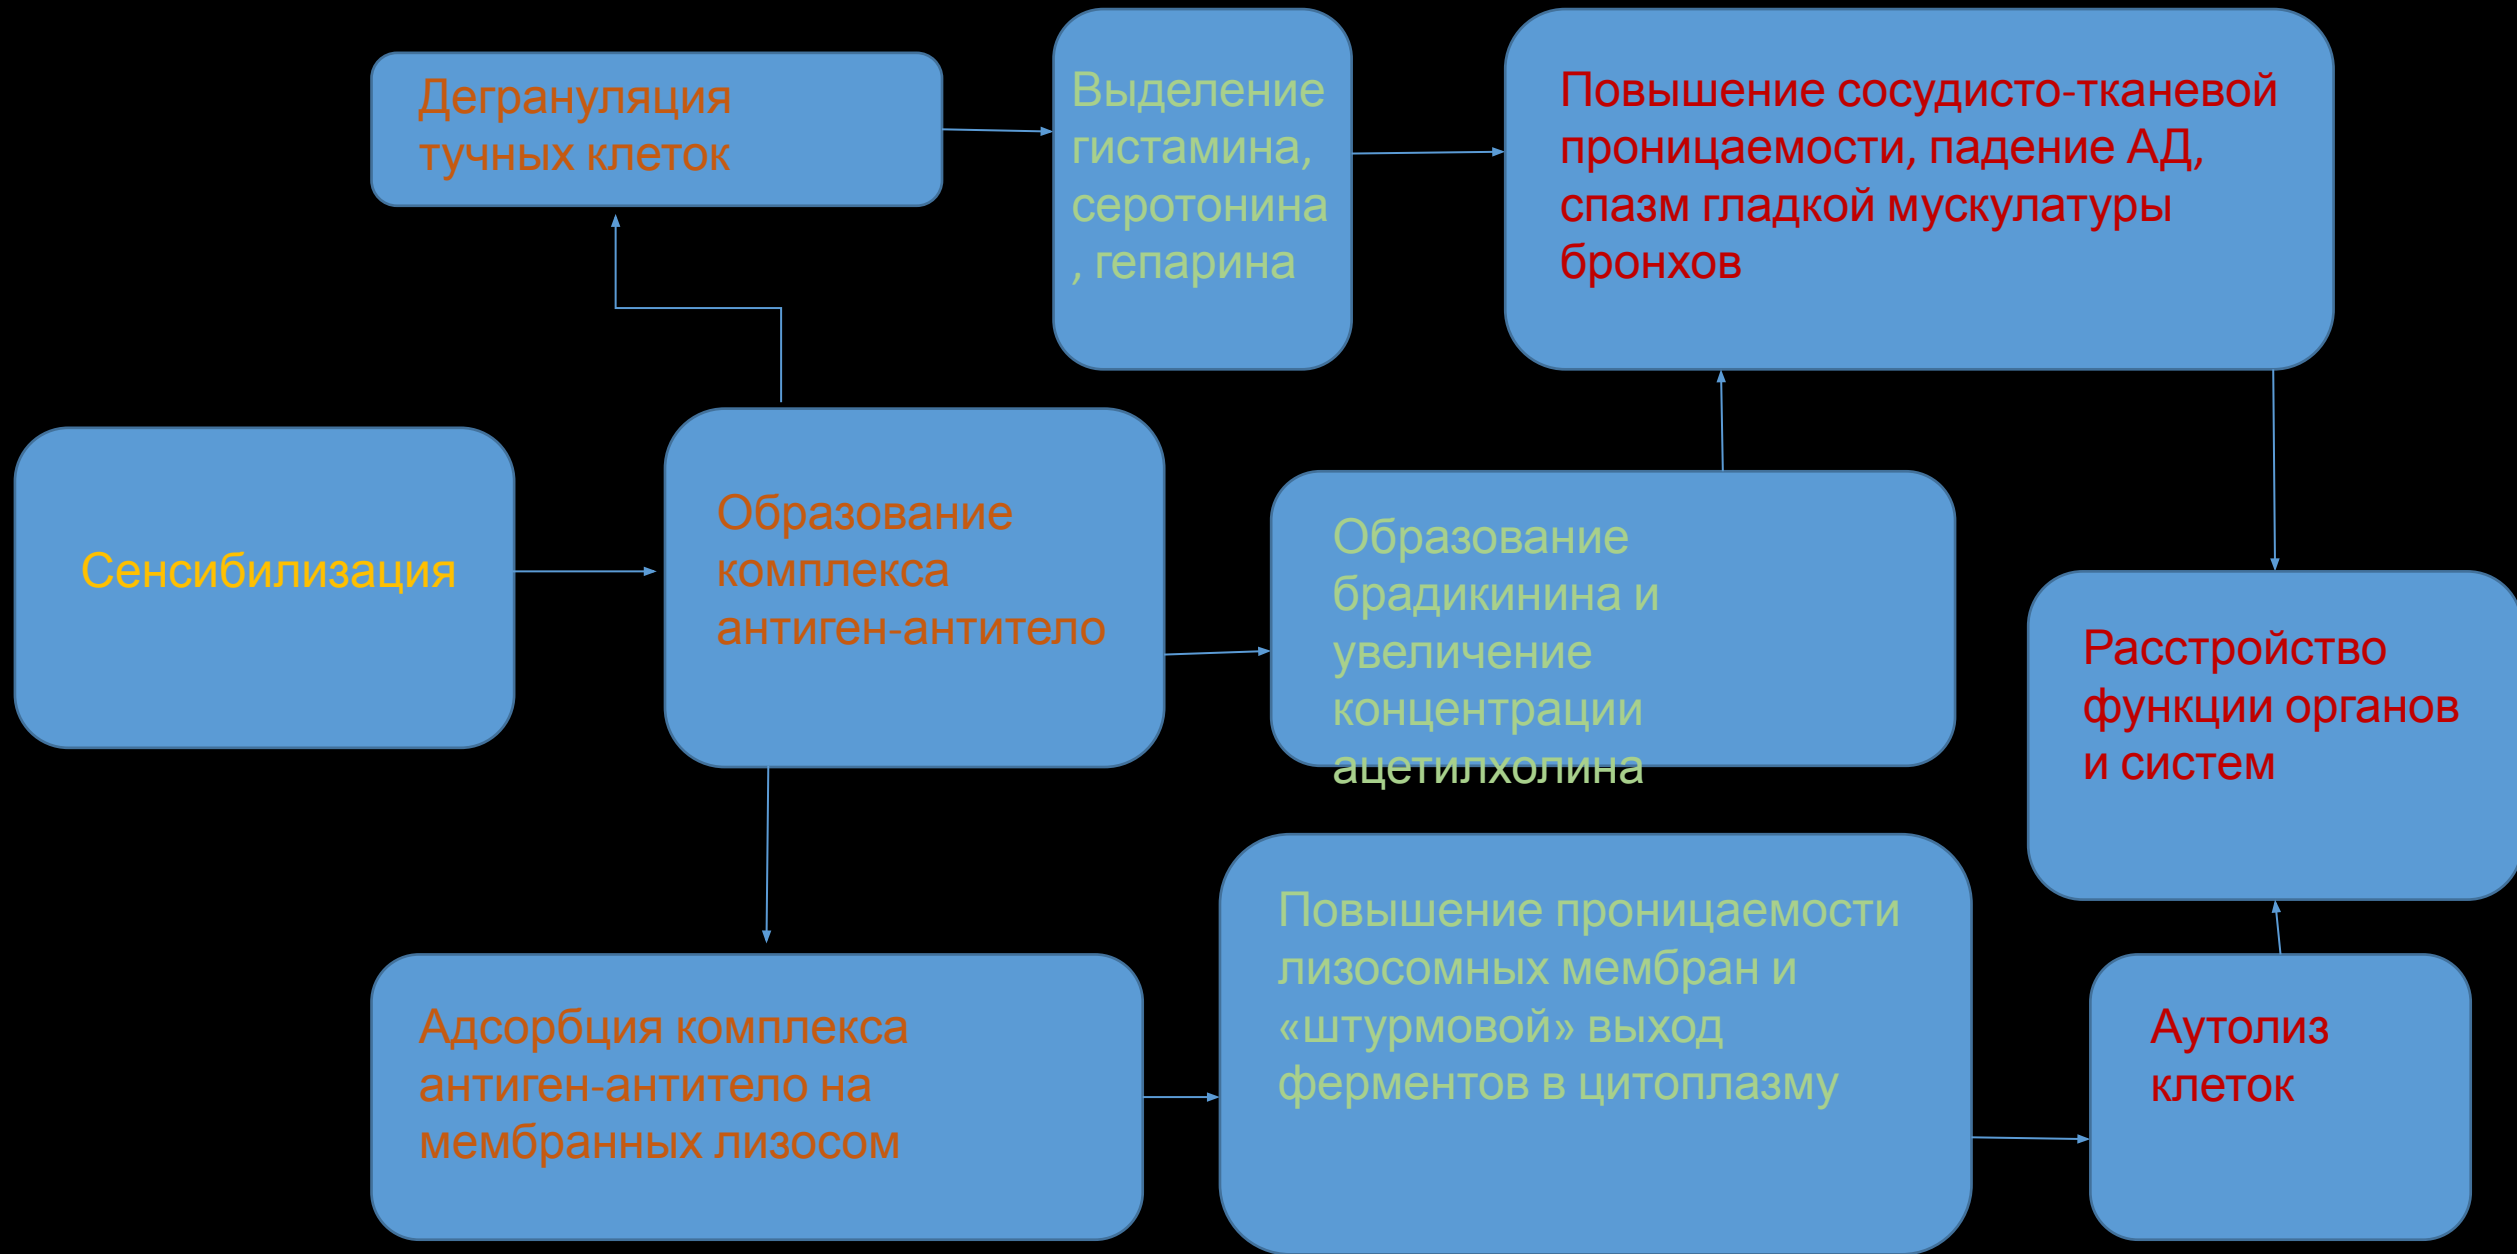 Дегрануляция
тучных клеток
Выделение
гистамина,
серотонина
, гепарина
Повышение сосудисто-тканевой
проницаемости, падение АД,
спазм гладкой мускулатуры
бронхов
Сенсибилизация
Образование
комплекса
антиген-антитело
Образование
брадикинина и
увеличение
концентрации
ацетилхолина
Расстройство
функции органов
и систем
Адсорбция комплекса
антиген-антитело на
мембранных лизосом
Повышение проницаемости
лизосомных мембран и
«штурмовой» выход
ферментов в цитоплазму
Аутолиз
клеток